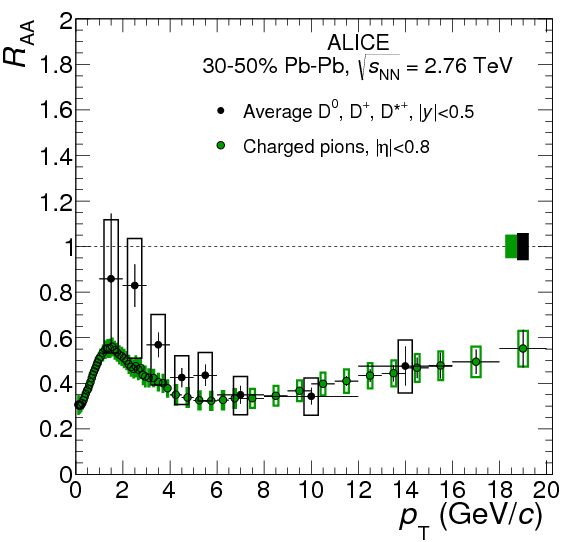 ALICE
30-50% Pb-Pb, √sNN = 2.76 TeV
Average D⁰, D⁺, D*⁺, |y|<0.5
Charged pions, |η|<0.8
RAA
2
1.8
1.6
1.4
1.2
1
0.8
0.6
0.4
0.2
0
0 2 4 6 8 10 12 14 16 18 20
pT (GeV/c)